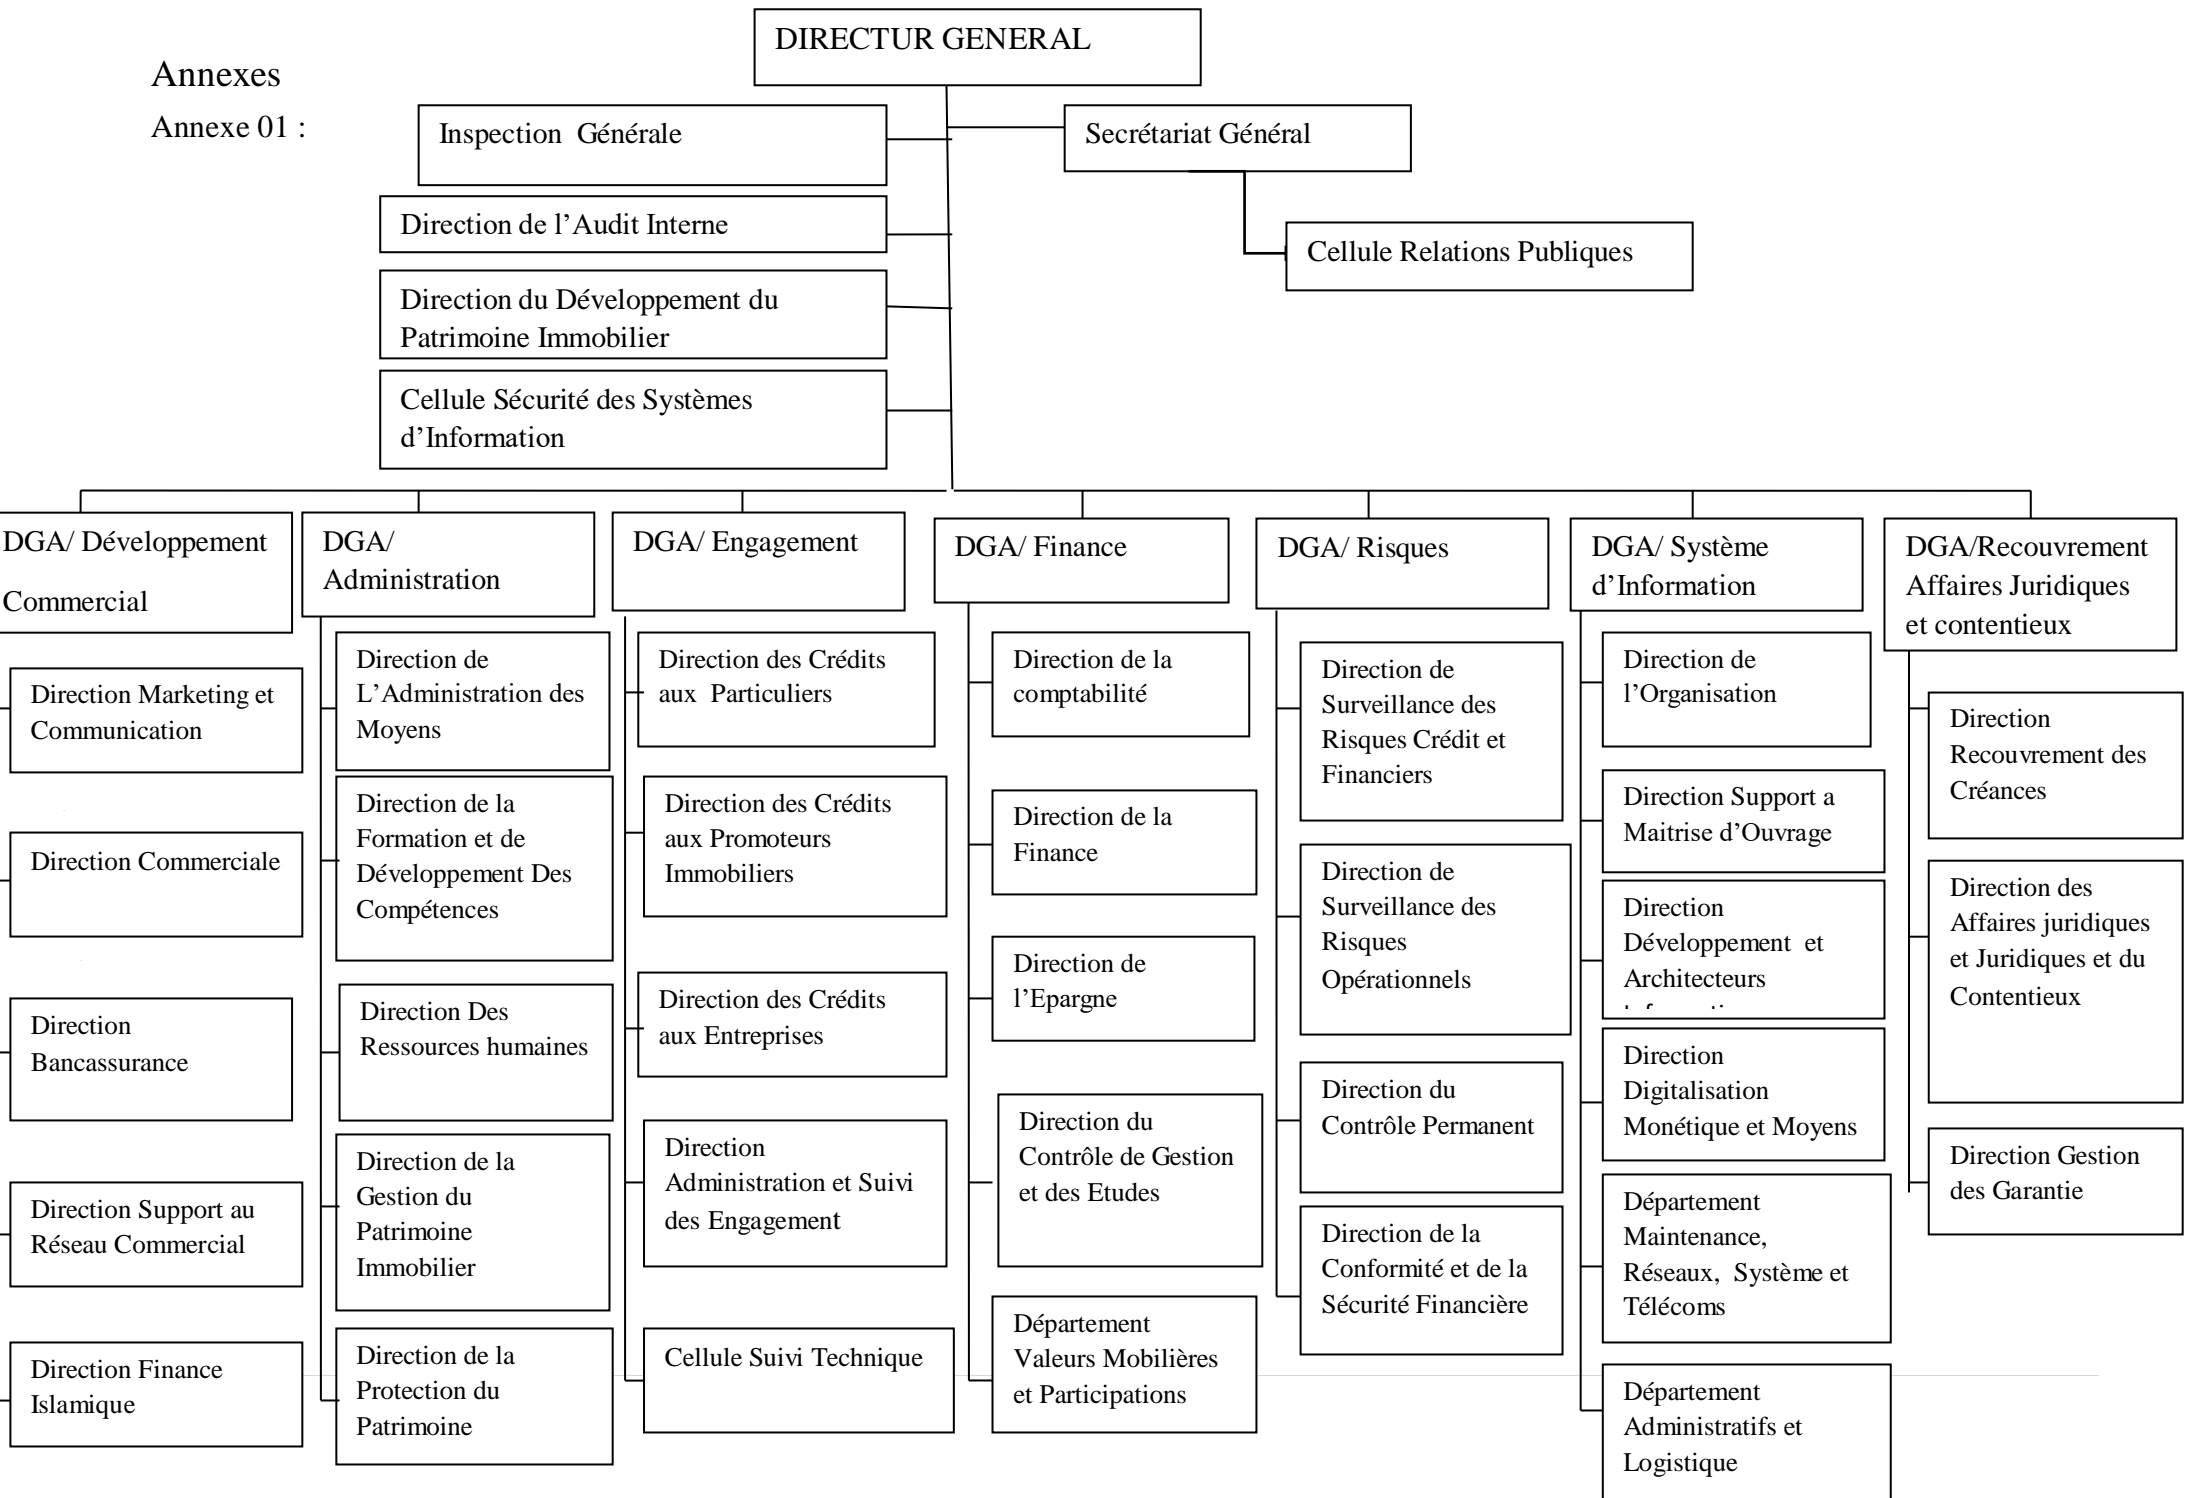 DIRECTUR GENERAL
Annexes
Annexe 01 :
Inspection Générale
Secrétariat Général
Direction de l’Audit Interne
Cellule Relations Publiques
Direction du Développement du
Patrimoine Immobilier
Cellule Sécurité des Systèmes
d’Information
DGA/ Développement
Commercial
Direction Marketing et
Communication
Direction Commerciale
Direction
Bancassurance
Direction Support au
Réseau Commercial
Direction Finance
Islamique
DGA/
Administration
Direction de
L’Administration des
Moyens
Direction de la
Formation et de
Développement Des
Compétences
Direction Des
Ressources humaines
Direction de la
Gestion du
Patrimoine
Immobilier
Direction de la
Protection du
Patrimoine
DGA/ Engagement
Direction des Crédits
aux Particuliers
Direction des Crédits
aux Promoteurs
Immobiliers
Direction des Crédits
aux Entreprises
Direction
Administration et Suivi
des Engagement
Cellule Suivi Technique
DGA/ Finance
Direction de la
comptabilité
Direction de la
Finance
Direction de
l’Epargne
Direction du
Contrôle de Gestion
et des Etudes
Département
Valeurs Mobilières
et Participations
DGA/ Risques
Direction de
Surveillance des
Risques Crédit et
Financiers
Direction de
Surveillance des
Risques
Opérationnels
Direction du
Contrôle Permanent
Direction de la
Conformité et de la
Sécurité Financière
DGA/ Système
d’Information
Direction de
l’Organisation
Direction Support a
Maitrise d’Ouvrage
Direction
Développement et
Architecteurs
Direction
Digitalisation
Monétique et Moyens
Département
Maintenance,
Réseaux, Système et
Télécoms
Département
Administratifs et
Logistique
DGA/Recouvrement
Affaires Juridiques
et contentieux
Direction
Recouvrement des
Créances
Direction des
Affaires juridiques
et Juridiques et du
Contentieux
Direction Gestion
des Garantie